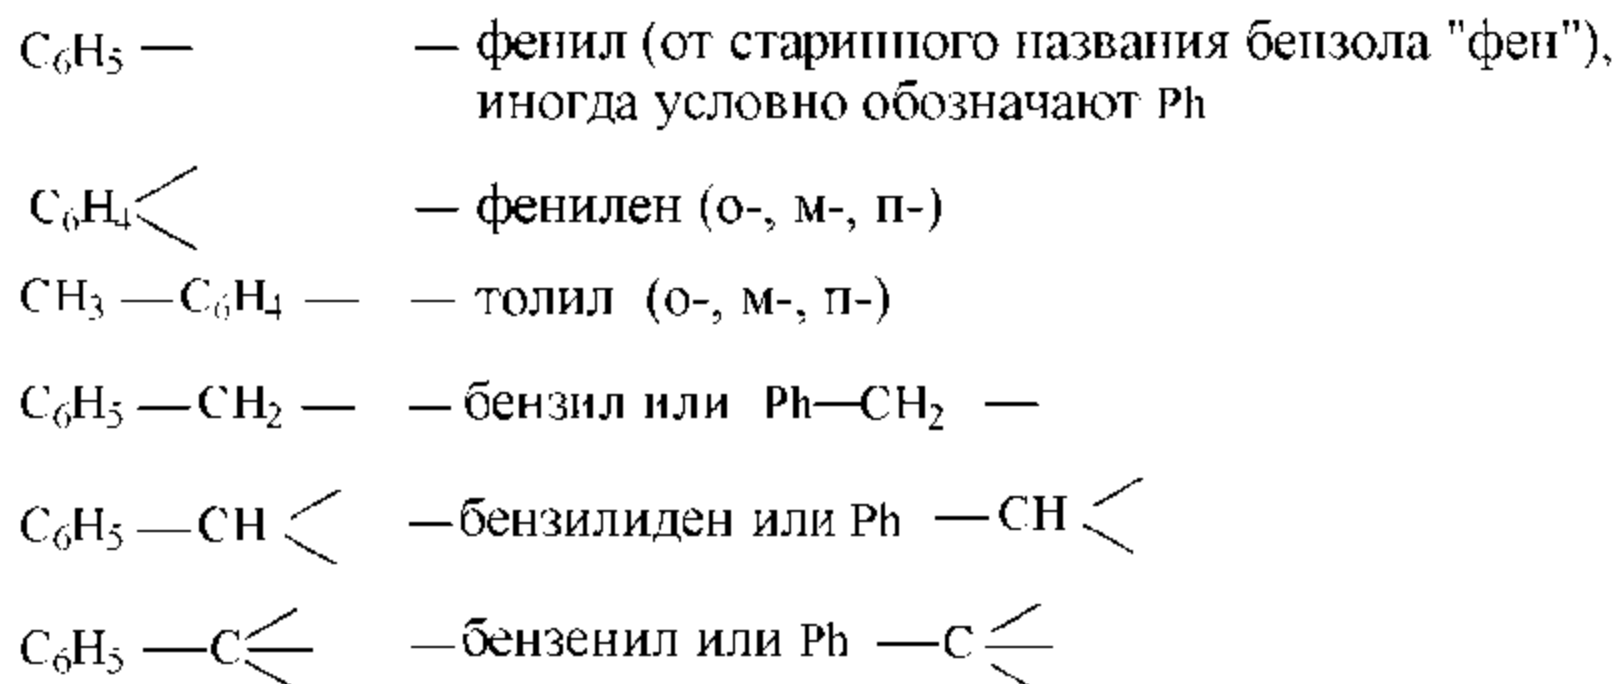 C₆H₅ — — фенил (от старинного названия бензола "фен"),
иногда условно обозначают Ph
C₆H₄< — фенилен (о-, м-, п-)
CH₃ — C₆H₄ — — толил (о-, м-, п-)
C₆H₅ — CH₂ — — бензил или Ph—CH₂ —
C₆H₅ — CH< — бензилиден или Ph — CH<
C₆H₅ — C — бензенил или Ph — C